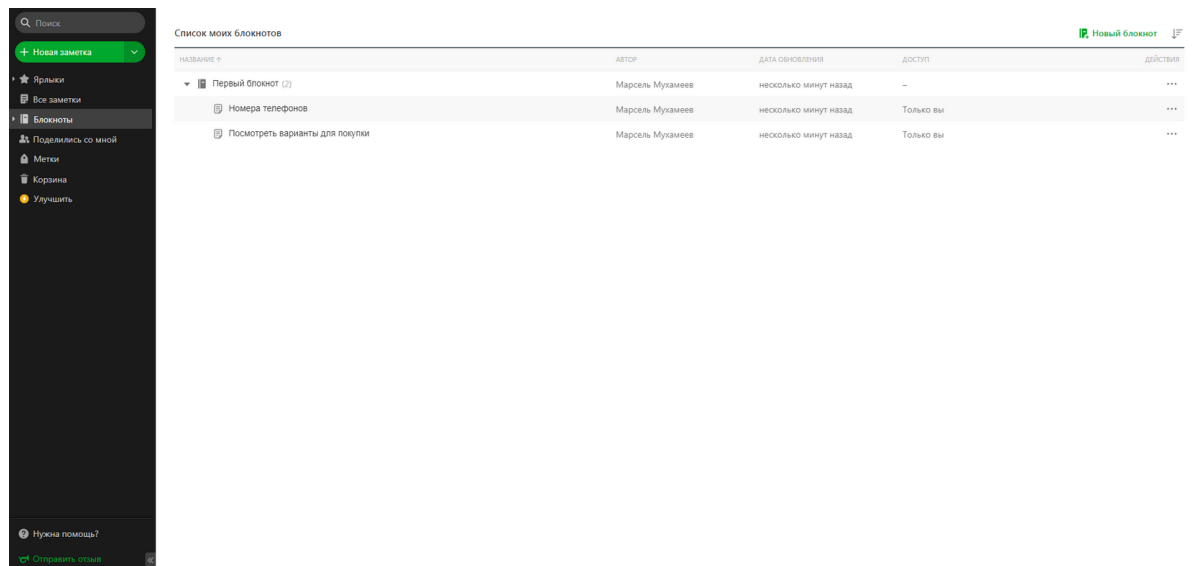 Поиск
+ Новая заметка
Ярлыки
Все заметки
Блокноты
Поделились со мной
Метки
Корзина
Улучшить
Нужна помощь?
Отправить отзыв
Список моих блокнотов
Новый блокнот
НАЗВАНИЕ ↑ АВТОР ДАТА ОБНОВЛЕНИЯ ДОСТУП ДЕЙСТВИЯ
Первый блокнот (2) Марсель Мухамеев несколько минут назад – ...
Номера телефонов Марсель Мухамеев несколько минут назад Только вы ...
Посмотреть варианты для покупки Марсель Мухамеев несколько минут назад Только вы ...